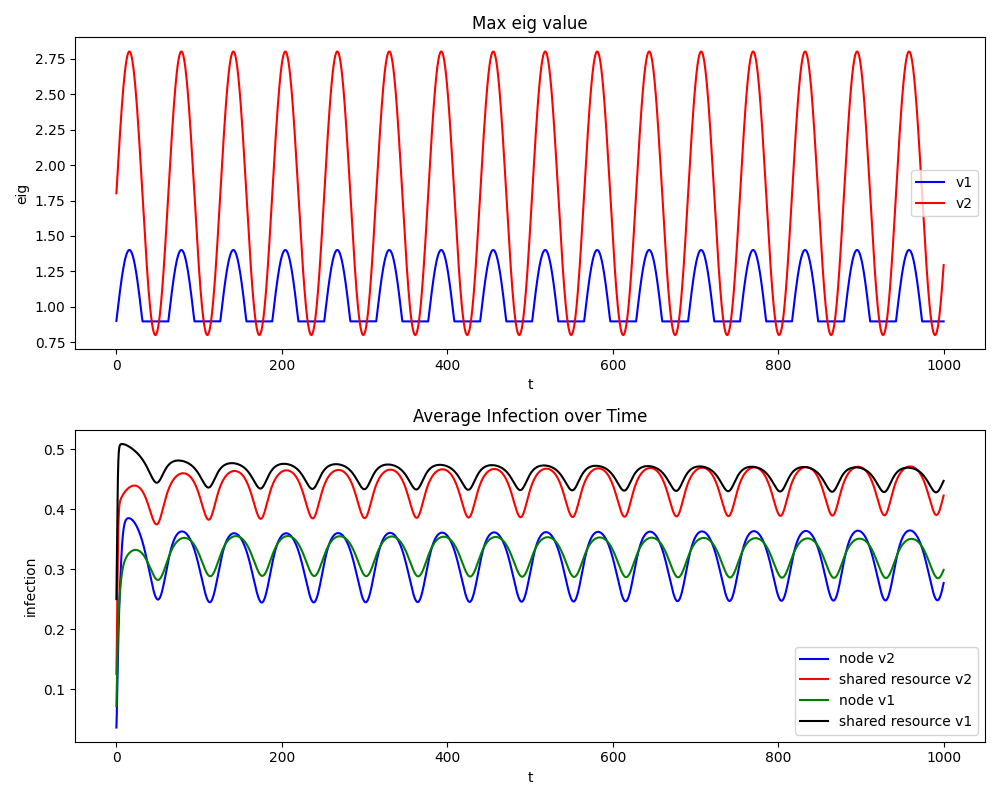 Max eig value
2.75
2.50
2.25
2.00
1.75
1.50
1.25
1.00
0.75
eig
v1
v2
0 200 400 600 800 1000
t
Average Infection over Time
0.5
0.4
0.3
0.2
0.1
infection
node v2
shared resource v2
node v1
shared resource v1
0 200 400 600 800 1000
t